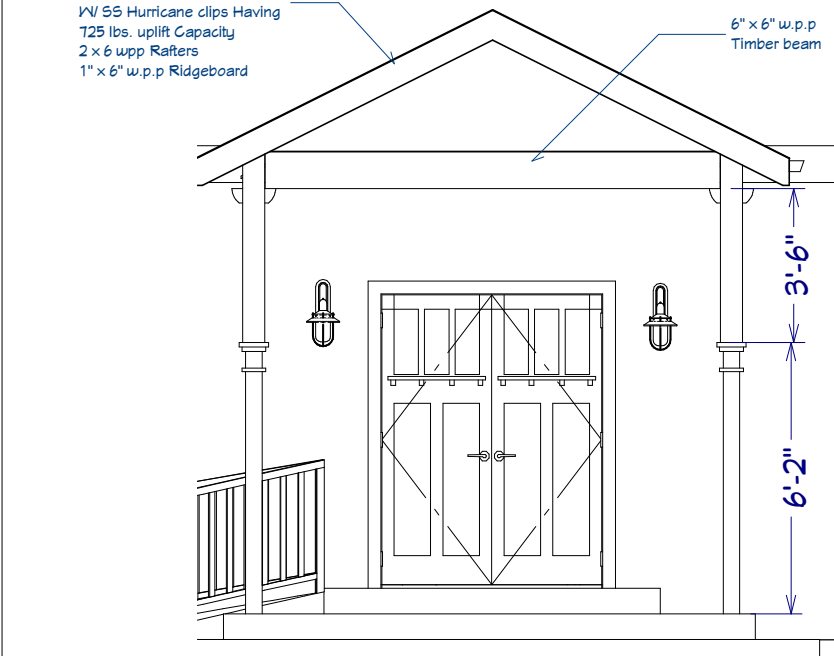 W/ SS Hurricane clips Having
725 lbs. uplift Capacity
2 x 6 wpp Rafters
1" x 6" w.p.p Ridgeboard
6" x 6" w.p.p
Timber beam
3'-6"
6'-2"